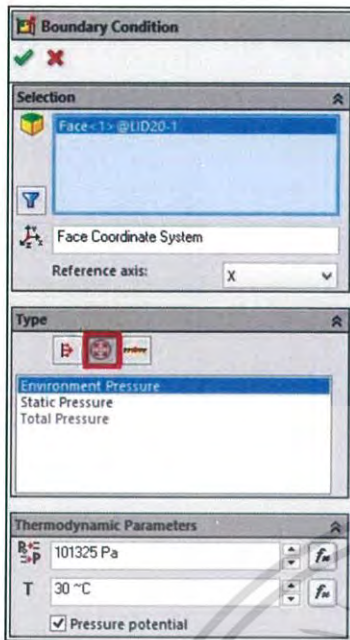 Boundary Condition
Selection
Face<1>@LID20-1
Face Coordinate System
Reference axis:
X
Type
Environment Pressure
Static Pressure
Total Pressure
Thermodynamic Parameters
101325 Pa
T
30 ~C
Pressure potential